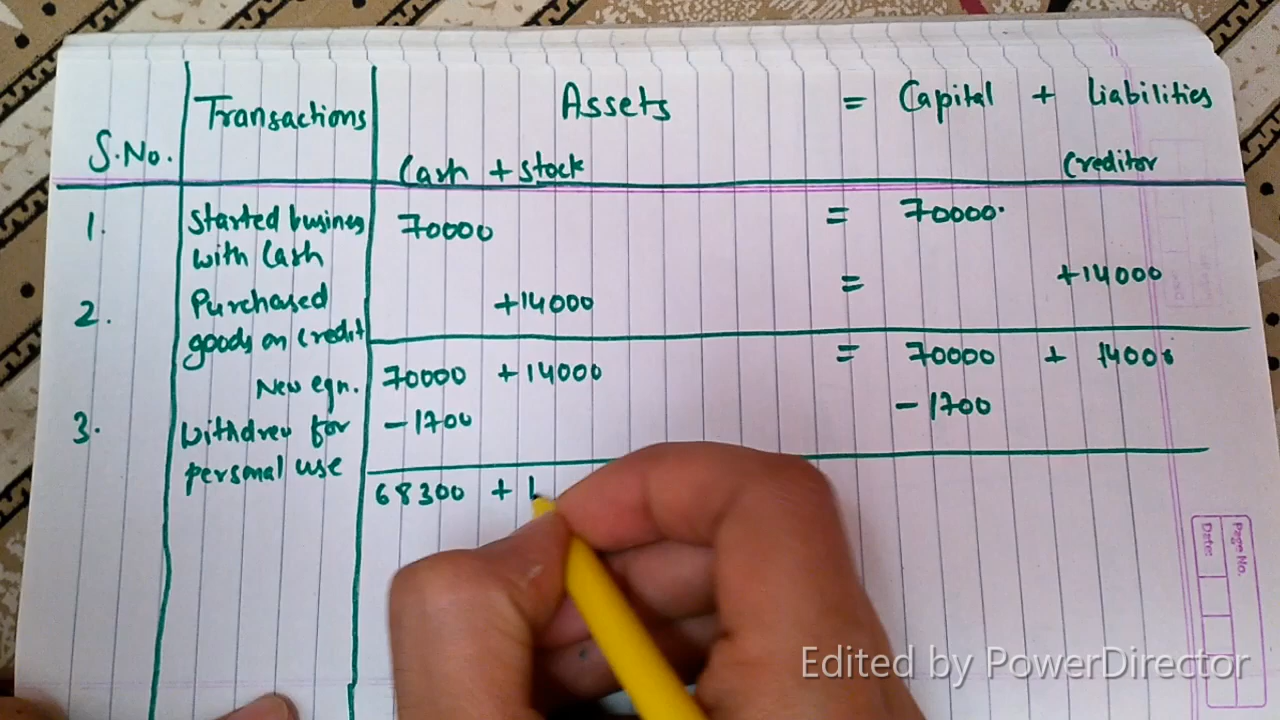 Assets = Capital + Liabilities
S.No. Transactions
Cash + stock Creditor
1. Started business 70000 = 70000.
with Cash
2. Purchased +14000 = +14000
goods on Credit
New eqn. 70000 + 14000 = 70000 + 14000
3. Withdrew for - 1700 - 1700
personal use
68300 +
Page No.
Date:
Edited by PowerDirector